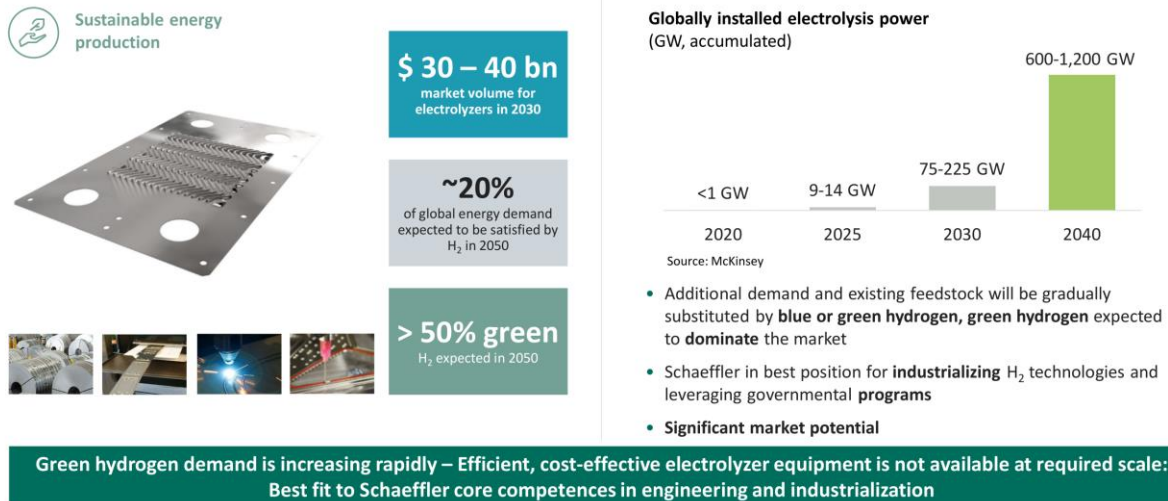 Sustainable energy
production
$ 30 – 40 bn
market volume for
electrolyzers in 2030
~20%
of global energy demand
expected to be satisfied by
H₂ in 2050
> 50% green
H₂ expected in 2050
Globally installed electrolysis power
(GW, accumulated)
<1 GW
9-14 GW
75-225 GW
600-1,200 GW
2020
2025
2030
2040
Source: McKinsey
• Additional demand and existing feedstock will be gradually
substituted by blue or green hydrogen, green hydrogen expected
to dominate the market
• Schaeffler in best position for industrializing H₂ technologies and
leveraging governmental programs
• Significant market potential
Green hydrogen demand is increasing rapidly – Efficient, cost-effective electrolyzer equipment is not available at required scale:
Best fit to Schaeffler core competences in engineering and industrialization